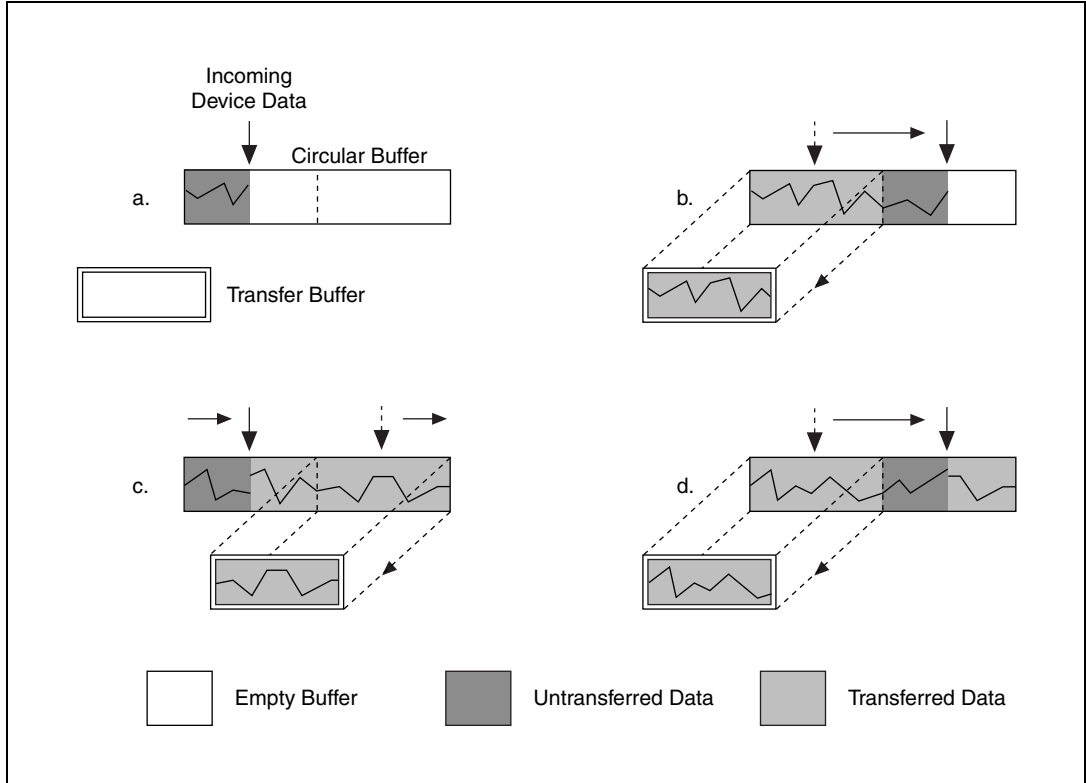 Incoming
Device Data
Circular Buffer
a.
b.
Transfer Buffer
c.
d.
Empty Buffer
Untransferred Data
Transferred Data